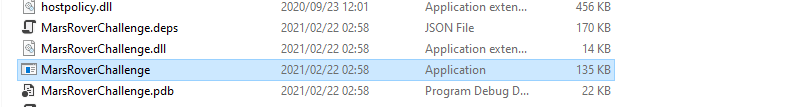 hostpolicy.dll 2020/09/23 12:01 Application exten... 456 KB
MarsRoverChallenge.deps 2021/02/22 02:58 JSON File 170 KB
MarsRoverChallenge.dll 2021/02/22 02:58 Application exten... 14 KB
MarsRoverChallenge 2021/02/22 02:58 Application 135 KB
MarsRoverChallenge.pdb 2021/02/22 02:58 Program Debug D... 22 KB